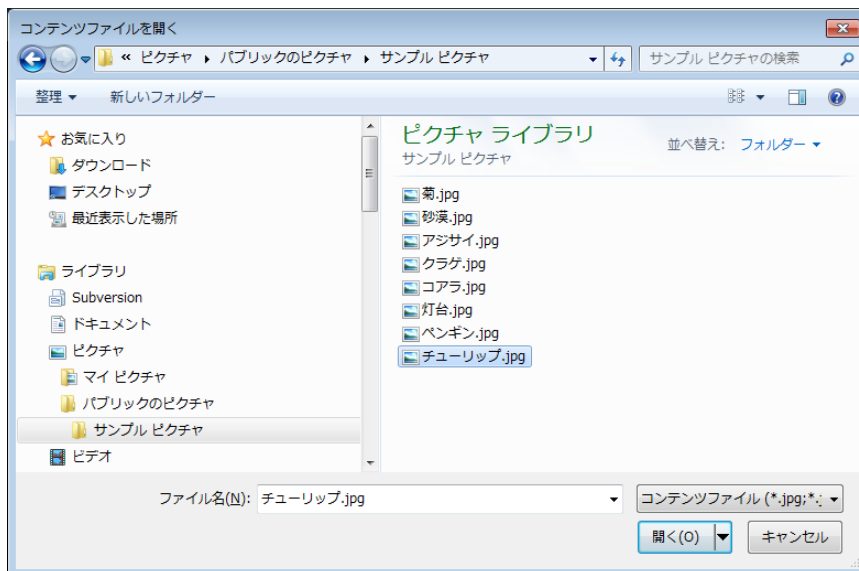 コンテンツファイルを開く
« ピクチャ ▸ パブリックのピクチャ ▸ サンプル ピクチャ
サンプル ピクチャの検索
整理 ▾ 新しいフォルダー
お気に入り
ダウンロード
デスクトップ
最近表示した場所
ライブラリ
Subversion
ドキュメント
ピクチャ
マイ ピクチャ
パブリックのピクチャ
サンプル ピクチャ
ビデオ
ピクチャ ライブラリ
サンプル ピクチャ
並べ替え: フォルダー ▾
菊.jpg
砂漠.jpg
アジサイ.jpg
クラゲ.jpg
コアラ.jpg
灯台.jpg
ペンギン.jpg
チューリップ.jpg
ファイル名(N): チューリップ.jpg
コンテンツファイル (*.jpg;*.
開く(O)
キャンセル